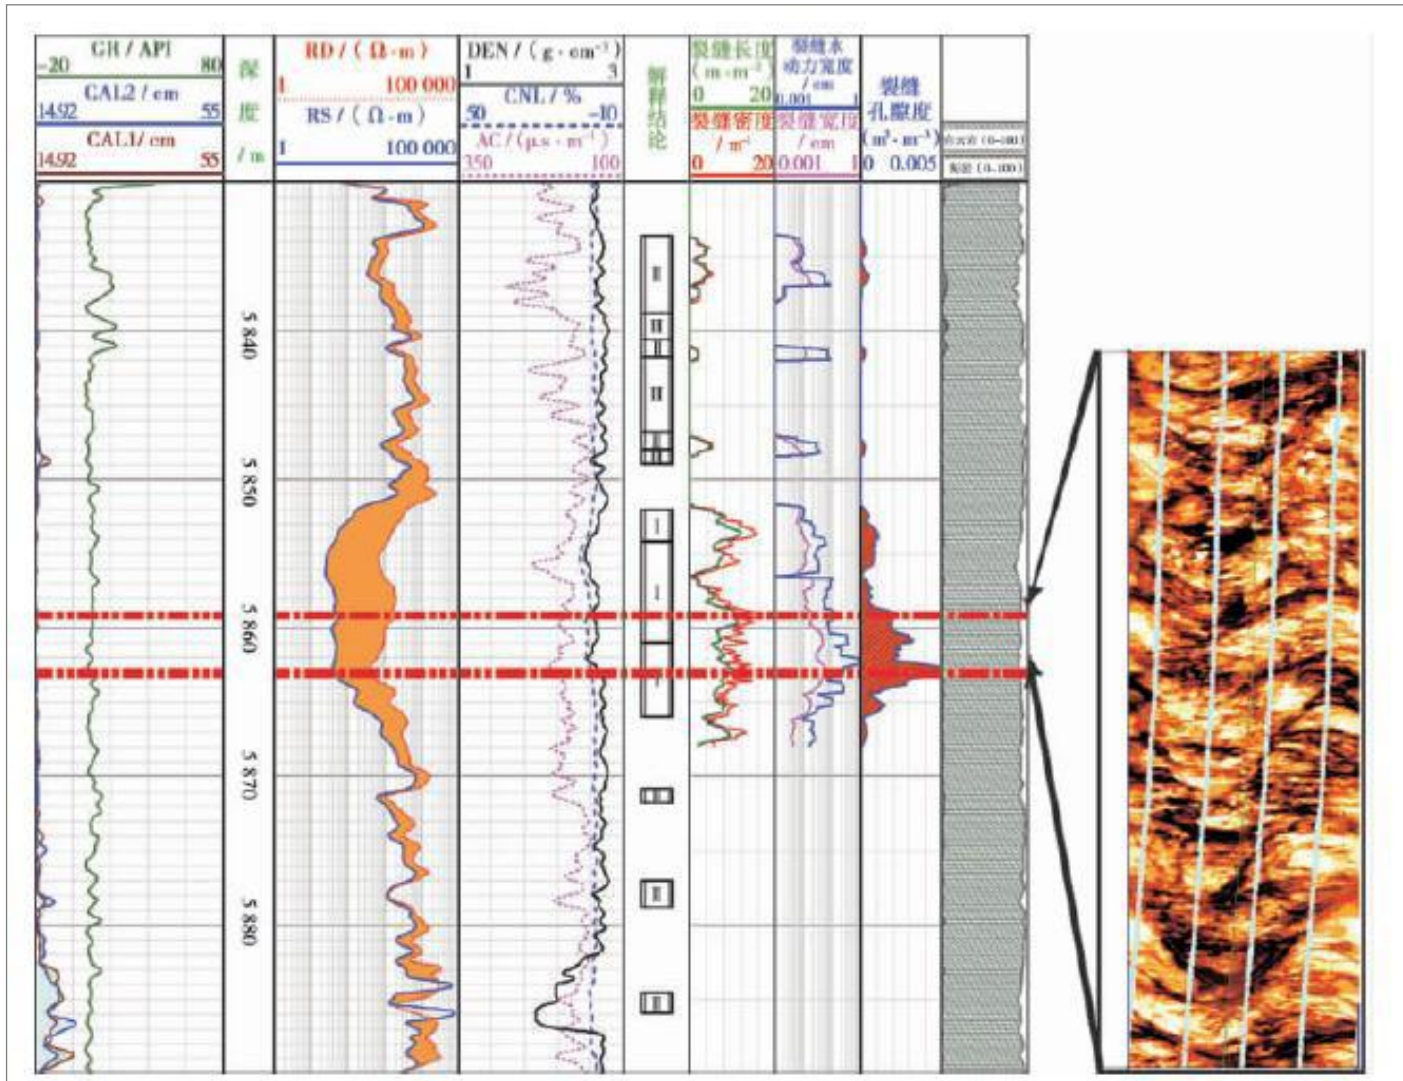 GR / API
-20 80
CAL2 / cm
14.92 55
CAL1/ cm
14.92 55
深
度
/ m
RD / ( Ω·m )
1 100 000
RS / ( Ω·m )
1 100 000
DEN / ( g·cm⁻³ )
1 3
CNL / %
50 -10
AC / (μs·m⁻¹)
350 100
解释结论
裂缝长度
(m·m⁻²)
0 20
裂缝密度
/ m⁻¹
0 20
裂缝水
动力宽度
/ cm
0.001 1
裂缝宽度
/ cm
0.001 1
裂缝
孔隙度
(m³·m⁻³)
0 0.005
(0~100)
(0~100)
5 840
5 850
5 860
5 870
5 880